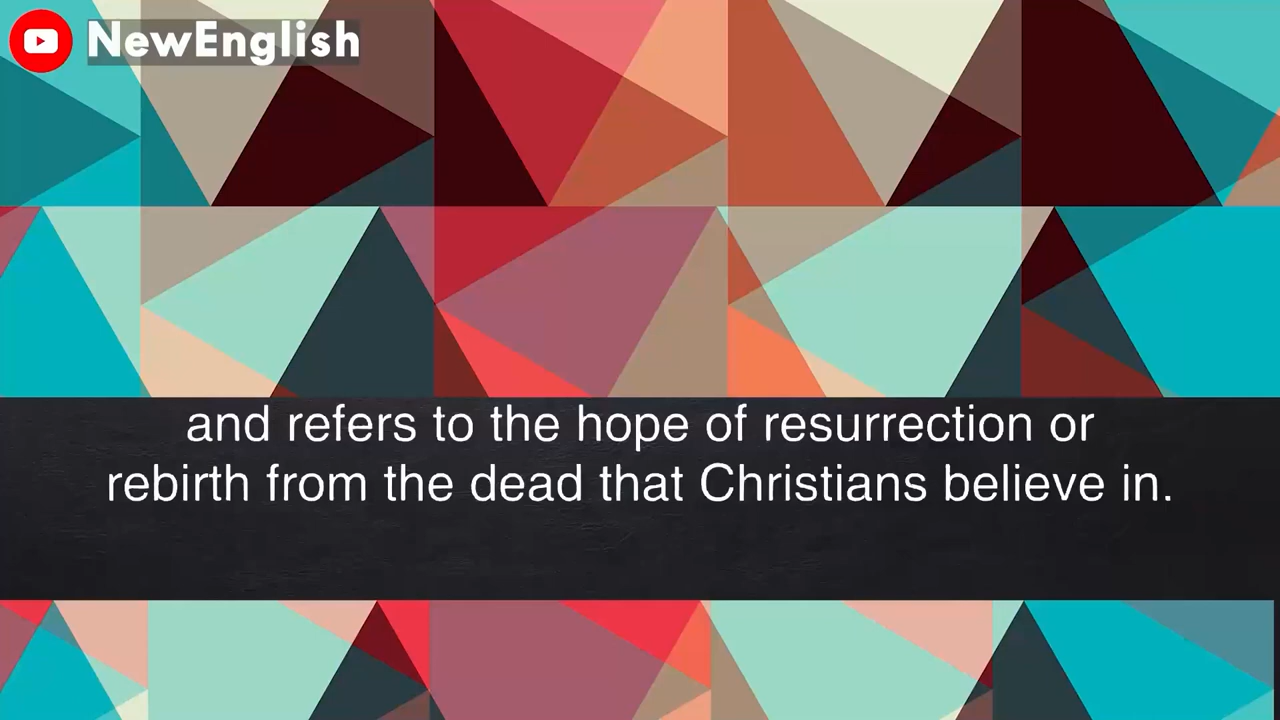 NewEnglish
and refers to the hope of resurrection or
rebirth from the dead that Christians believe in.